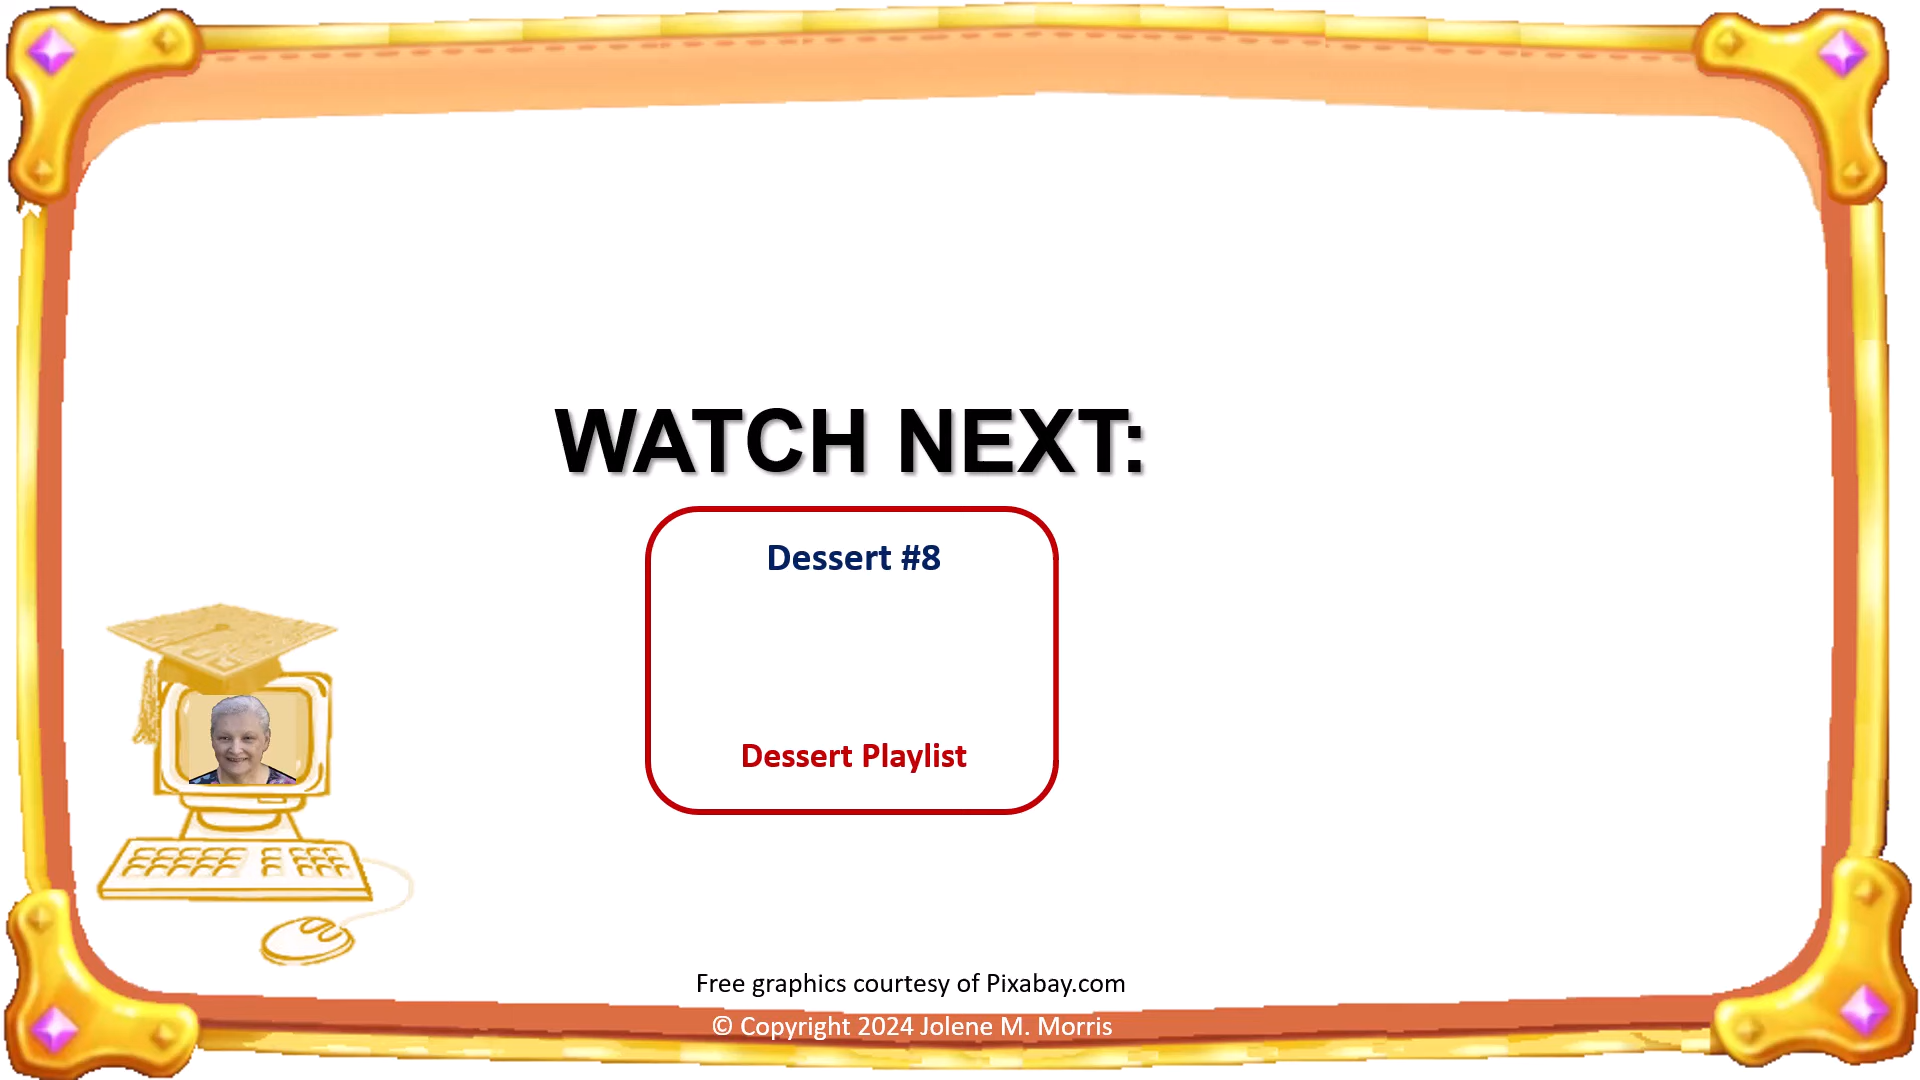 WATCH NEXT:
Dessert #8
Dessert Playlist
Free graphics courtesy of Pixabay.com
© Copyright 2024 Jolene M. Morris